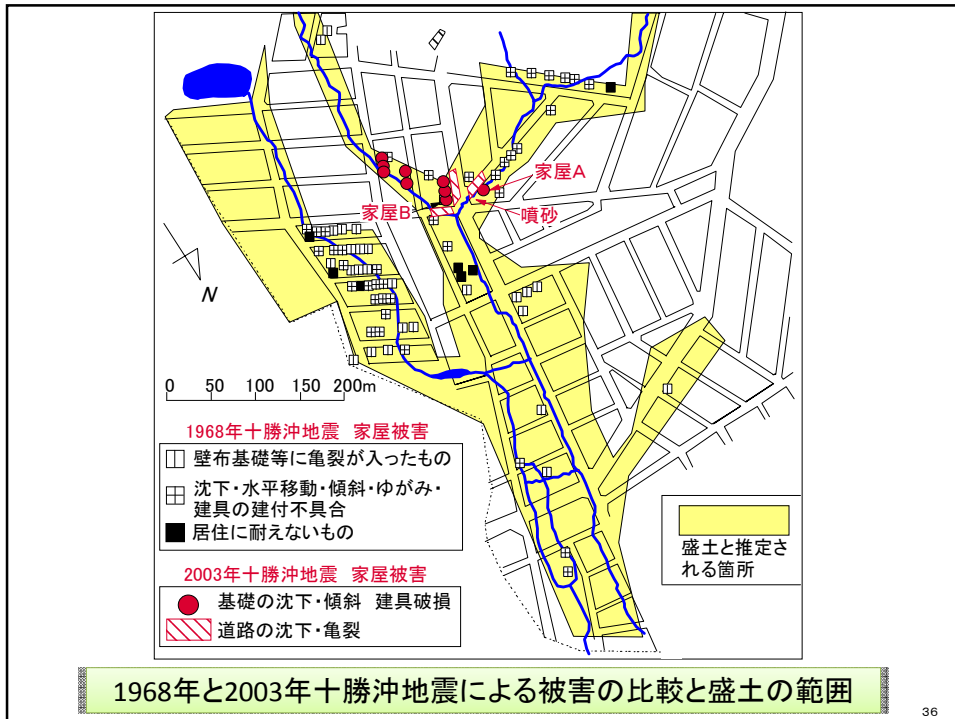 家屋A
家屋B
噴砂
N
0 50 100 150 200m
1968年十勝沖地震 家屋被害
壁布基礎等に亀裂が入ったもの
沈下・水平移動・傾斜・ゆがみ・
建具の建付不具合
居住に耐えないもの
2003年十勝沖地震 家屋被害
基礎の沈下・傾斜 建具破損
道路の沈下・亀裂
盛土と推定さ
れる箇所
1968年と2003年十勝沖地震による被害の比較と盛土の範囲
36